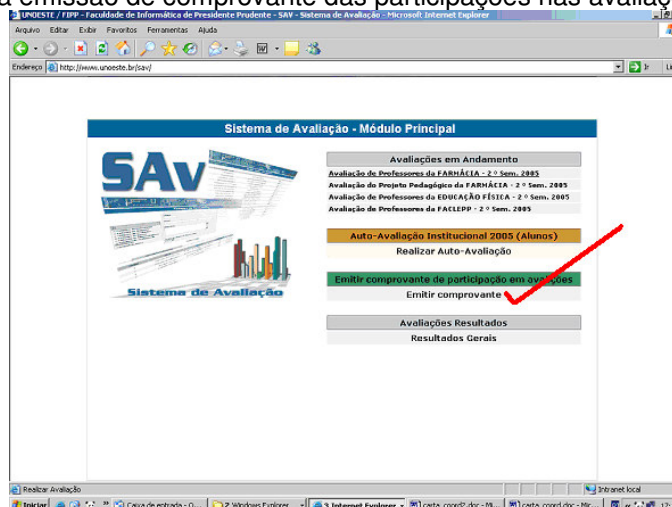 a emissão de comprovante das participações nas avaliaç
UNOESTE / FIPP - Faculdade de Informática de Presidente Prudente - SAV - Sistema de Avaliação - Microsoft Internet Explorer
Arquivo Editar Exibir Favoritos Ferramentas Ajuda
Endereço http://www.unoeste.br/sav/ Ir
Sistema de Avaliação - Módulo Principal
SAv
Sistema de Avaliação
Avaliações em Andamento
Avaliação de Professores da FARMÁCIA - 2 º Sem. 2005
Avaliação do Projeto Pedagógico da FARMÁCIA - 2 º Sem. 2005
Avaliação de Professores da EDUCAÇÃO FÍSICA - 2 º Sem. 2005
Avaliação de Professores da FACLEPP - 2 º Sem. 2005
Auto-Avaliação Institucional 2005 (Alunos)
Realizar Auto-Avaliação
Emitir comprovante de participação em avaliações
Emitir comprovante
Avaliações Resultados
Resultados Gerais
Realizar Avaliação Intranet local
Iniciar Caixa de entrada - O... 2 Windows Explorer 3 Internet Explorer carta_coord2.doc - Mi... carta_coord.doc - Mic...